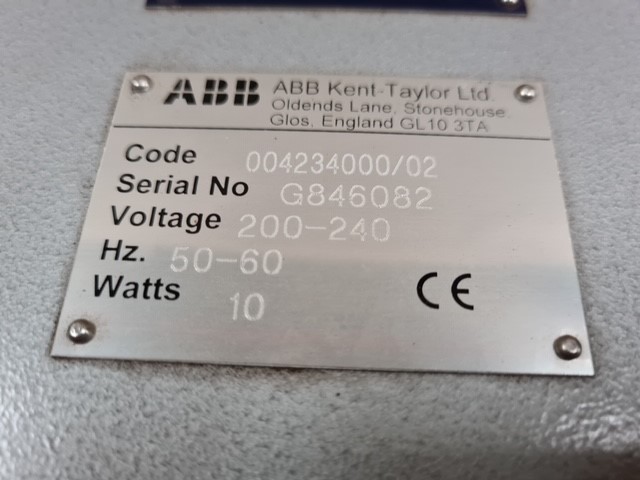 ABB ABB Kent-Taylor Ltd.
Oldends Lane, Stonehouse,
Glos, England GL10 3TA
Code 004234000/02
Serial No G846082
Voltage 200-240
Hz. 50-60
Watts 10
CE